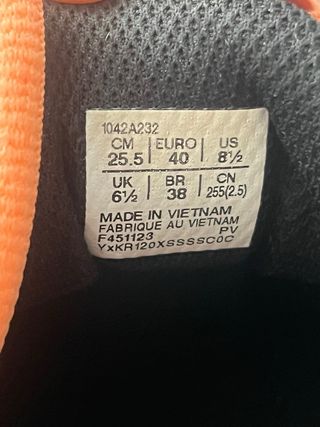 1042A232
CM | EURO | US
25.5 | 40 | 8½
UK | BR | CN
6½ | 38 | 255(2.5)
MADE IN VIETNAM
FABRIQUE AU VIETNAM
F451123 PV
YxKR120XSSSSC0C